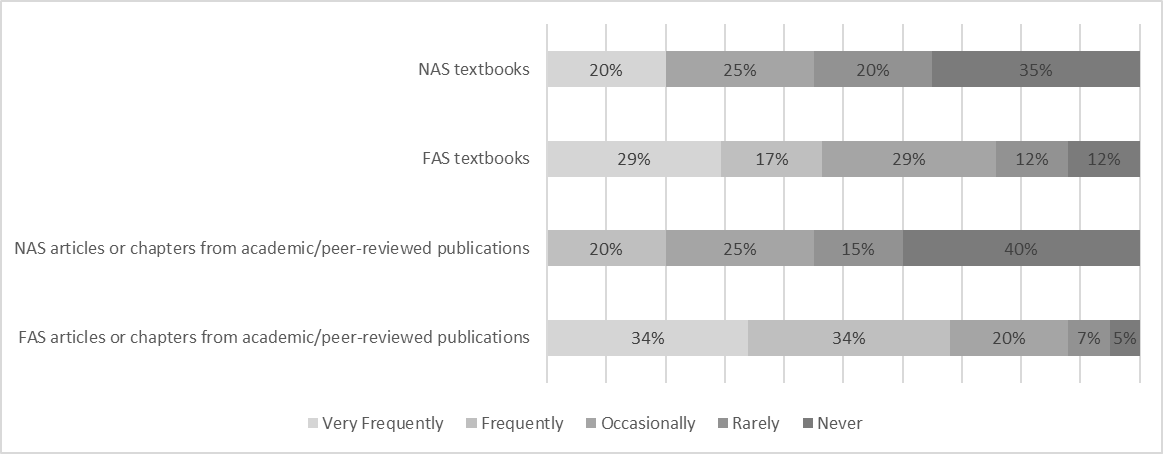 NAS textbooks 20% 25% 20% 35%
FAS textbooks 29% 17% 29% 12% 12%
NAS articles or chapters from academic/peer-reviewed publications 20% 25% 15% 40%
FAS articles or chapters from academic/peer-reviewed publications 34% 34% 20% 7% 5%
Very Frequently Frequently Occasionally Rarely Never